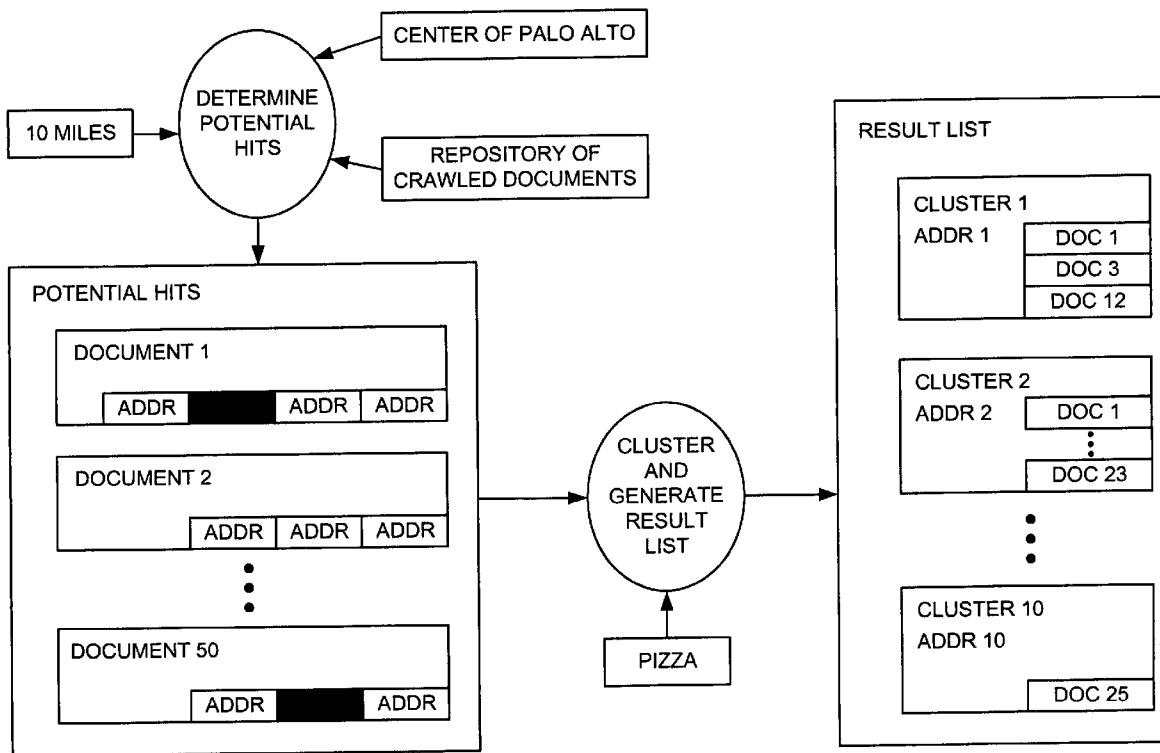 CENTER OF PALO ALTO
DETERMINE
POTENTIAL
HITS
10 MILES
REPOSITORY OF
CRAWLED DOCUMENTS
POTENTIAL HITS
DOCUMENT 1
ADDR ADDR ADDR
DOCUMENT 2
ADDR ADDR ADDR
DOCUMENT 50
ADDR ADDR
CLUSTER
AND
GENERATE
RESULT
LIST
PIZZA
RESULT LIST
CLUSTER 1
ADDR 1 DOC 1
DOC 3
DOC 12
CLUSTER 2
ADDR 2 DOC 1
DOC 23
CLUSTER 10
ADDR 10
DOC 25